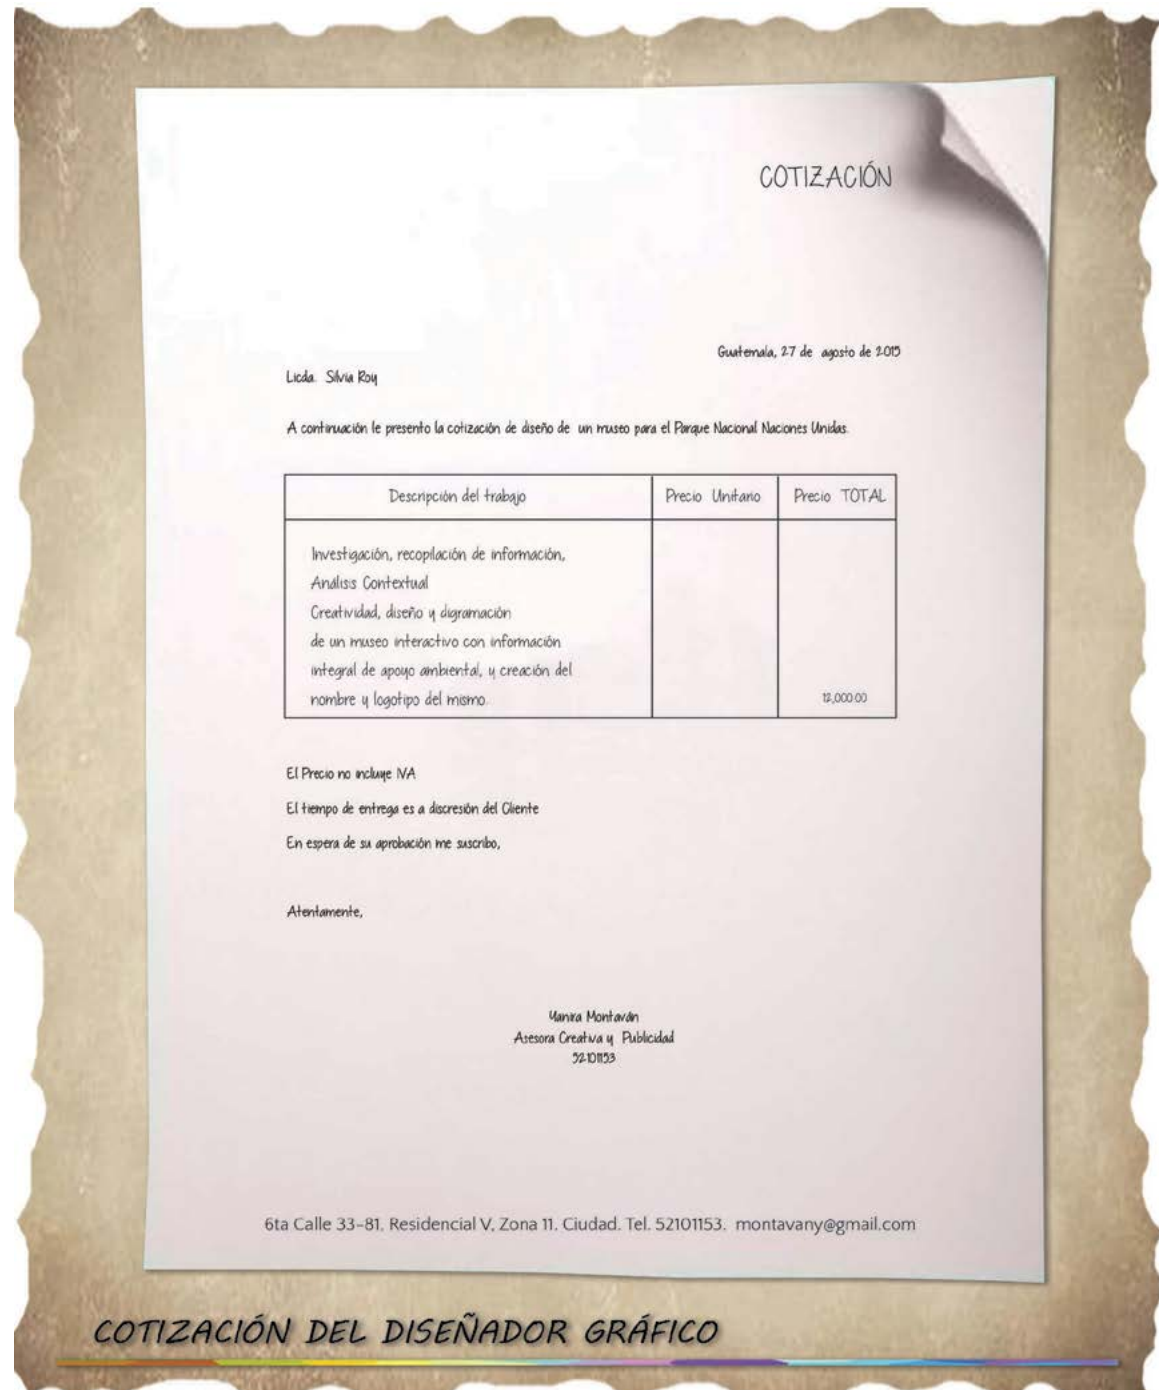 COTIZACIÓN
Guatemala, 27 de agosto de 2015
Licda. Silvia Roy
A continuación le presento la cotización de diseño de un museo para el Parque Nacional Naciones Unidas.
Descripción del trabajo Precio Unitario Precio TOTAL
Investigación, recopilación de información,
Análisis Contextual
Creatividad, diseño y digramación
de un museo interactivo con información
integral de apoyo ambiental, y creación del
nombre y logotipo del mismo. 12,000.00
El Precio no incluye IVA
El tiempo de entrega es a discresión del Cliente
En espera de su aprobación me suscribo,
Atentamente,
Yanira Montaván
Asesora Creativa y Publicidad
52101153
6ta Calle 33-81. Residencial V, Zona 11. Ciudad. Tel. 52101153. montavany@gmail.com
COTIZACIÓN DEL DISEÑADOR GRÁFICO